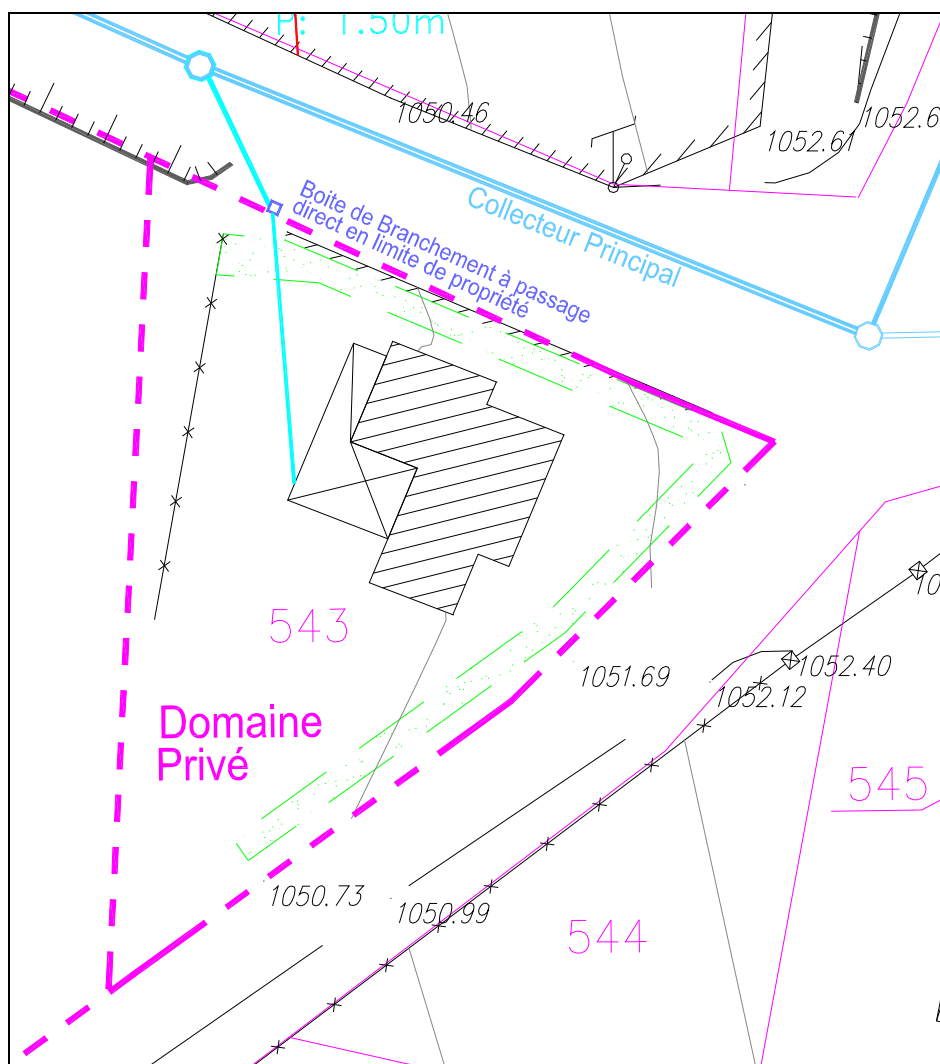 P: 1.50m
1050.46
1052.61
1052.6
Boite de Branchement à passage
direct en limite de propriété
Collecteur Principal
10
543
1051.69
1052.40
1052.12
Domaine
Privé
545
1050.73
1050.99
544